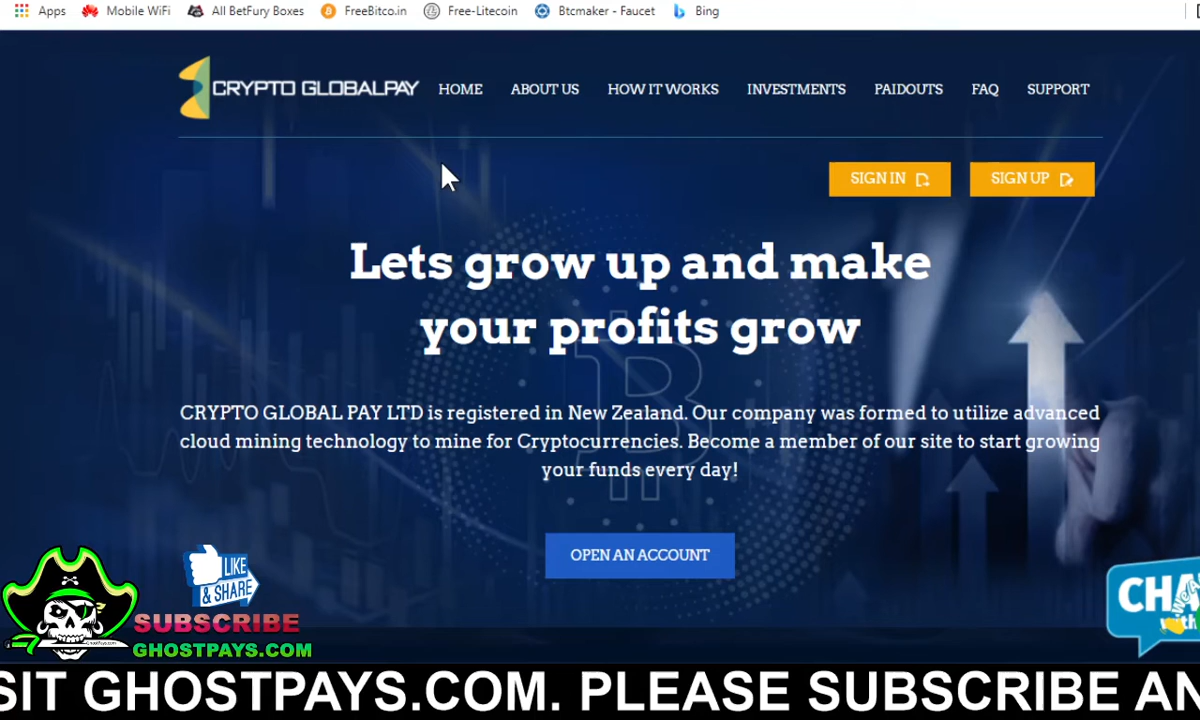 Apps Mobile WiFi All BetFury Boxes FreeBitco.in Free-Litecoin Btcmaker - Faucet Bing
CRYPTO GLOBALPAY HOME ABOUT US HOW IT WORKS INVESTMENTS PAIDOUTS FAQ SUPPORT
SIGN IN SIGN UP
Lets grow up and make
your profits grow
CRYPTO GLOBAL PAY LTD is registered in New Zealand. Our company was formed to utilize advanced
cloud mining technology to mine for Cryptocurrencies. Become a member of our site to start growing
your funds every day!
OPEN AN ACCOUNT
LIKE
& SHARE
SUBSCRIBE
GHOSTPAYS.COM
CHA
with
SIT GHOSTPAYS.COM. PLEASE SUBSCRIBE AN